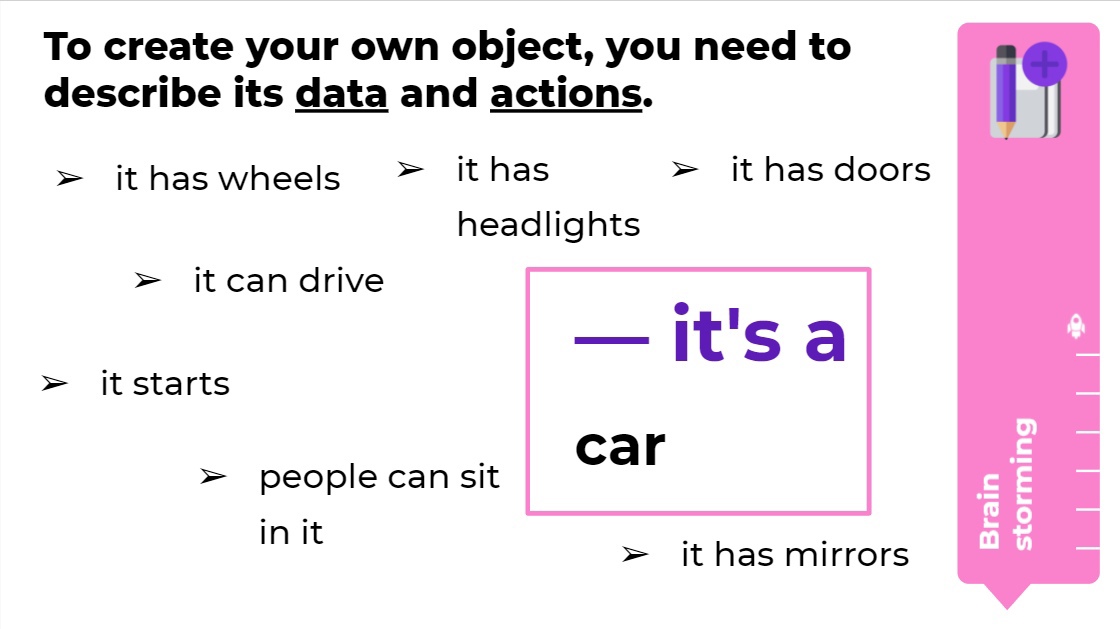 To create your own object, you need to
describe its data and actions.
➢ it has wheels
➢ it has
headlights
➢ it has doors
➢ it can drive
— it's a
car
➢ it starts
➢ people can sit
in it
➢ it has mirrors
Brain
storming